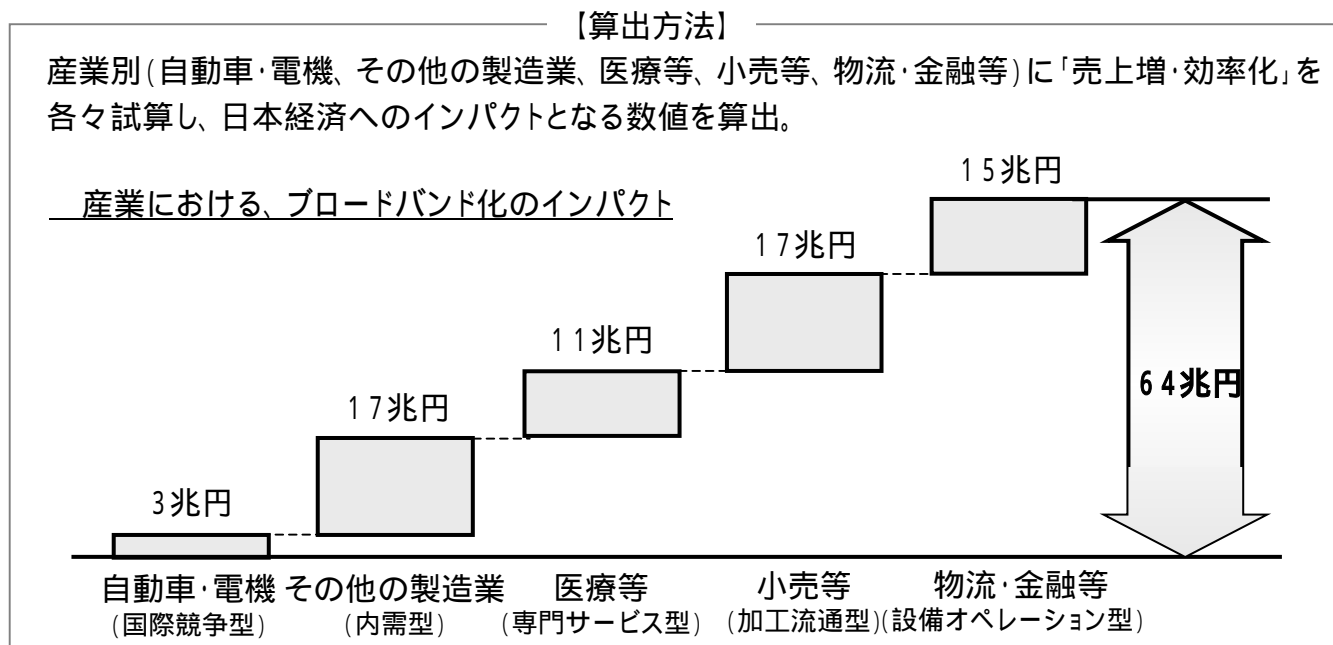 【算出方法】
産業別(自動車･電機、その他の製造業、医療等、小売等、物流･金融等)に「売上増･効率化」を
各々試算し、日本経済へのインパクトとなる数値を算出。
産業における、ブロードバンド化のインパクト
15兆円
17兆円
11兆円
17兆円
3兆円
64兆円
自動車･電機 その他の製造業 医療等 小売等 物流･金融等
(国際競争型) (内需型) (専門サービス型) (加工流通型)(設備オペレーション型)